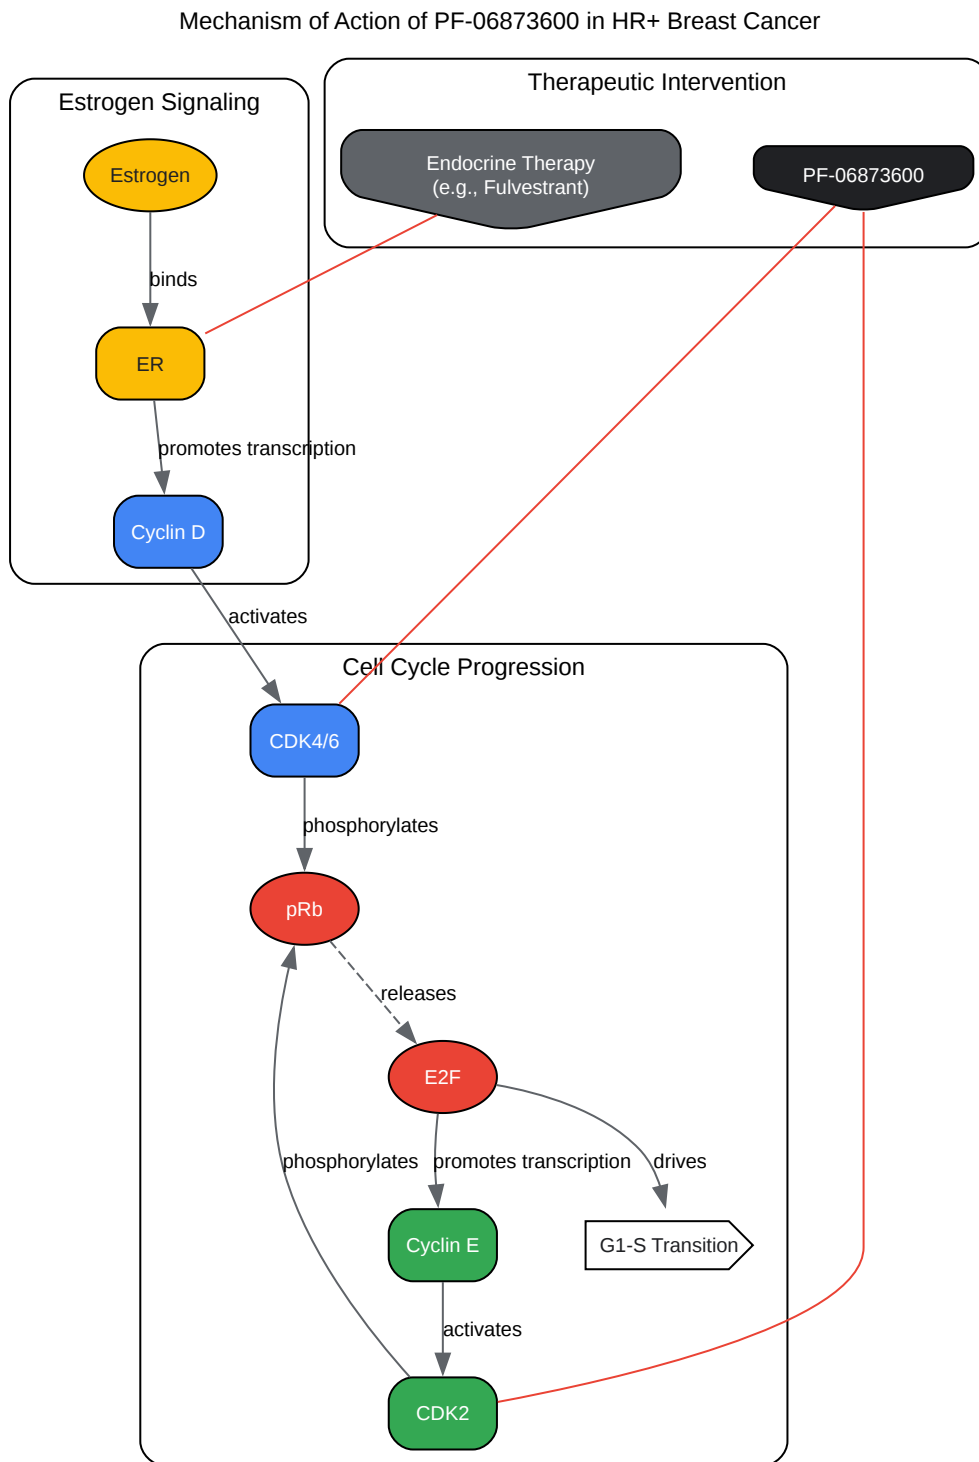 Mechanism of Action of PF-06873600 in HR+ Breast Cancer
Estrogen Signaling
Therapeutic Intervention
Estrogen
Endocrine Therapy
(e.g., Fulvestrant)
PF-06873600
binds
ER
promotes transcription
Cyclin D
activates
Cell Cycle Progression
CDK4/6
phosphorylates
pRb
releases
E2F
phosphorylates
promotes transcription
drives
Cyclin E
G1-S Transition
activates
CDK2